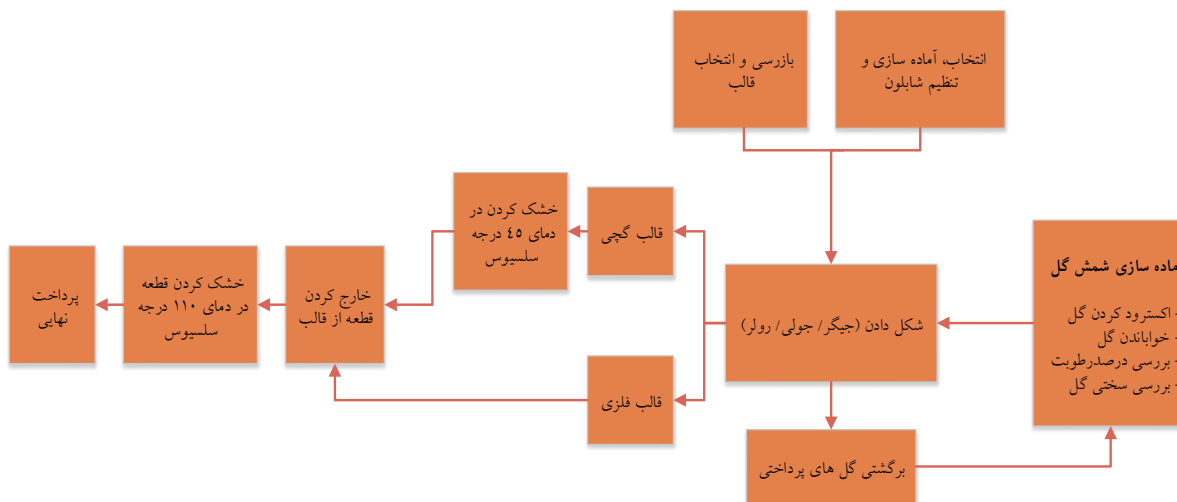 انتخاب، آماده سازی و
تنظیم شابلون
بازرسی و انتخاب
قالب
ماده سازی شمش گل
- اکسترود کردن گل
- خواباندن گل
- بررسی درصدرطوبت
- بررسی سختی گل
شکل دادن (جیگر/ جولی/ رولر)
برگشتی گل های پرداختی
قالب گچی
قالب فلزی
خشک کردن در
دمای ٤٥ درجه
سلسیوس
خارج کردن
قطعه از قالب
خشک کردن قطعه
در دمای ۱۱۰ درجه
سلسیوس
پرداخت
نهایی